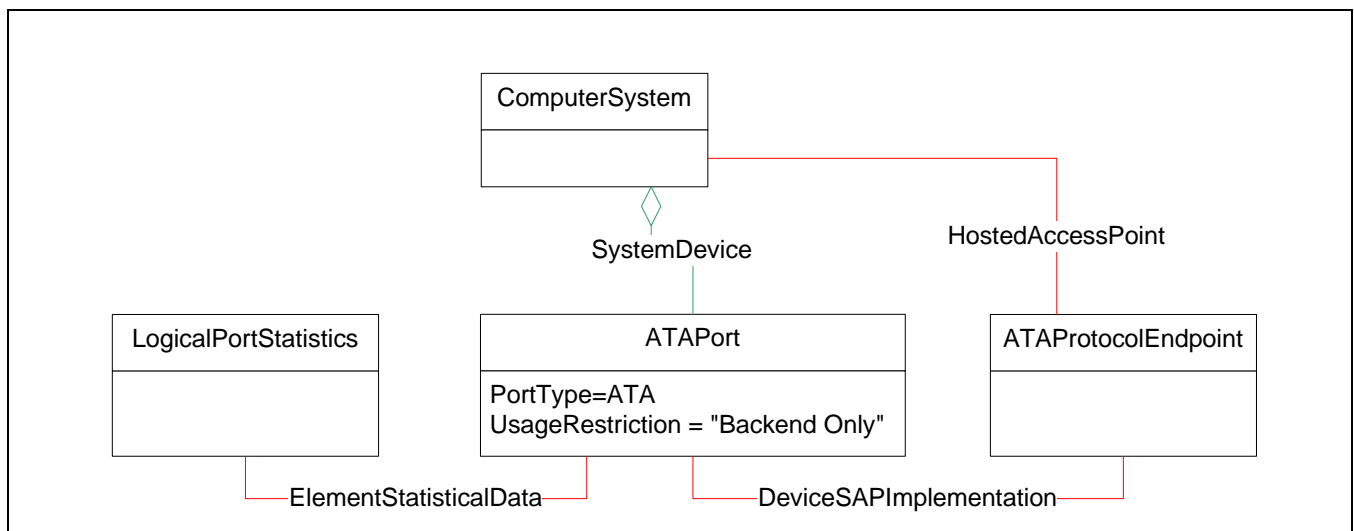 ComputerSystem
HostedAccessPoint
SystemDevice
LogicalPortStatistics
ATAPort
PortType=ATA
UsageRestriction = "Backend Only"
ATAProtocolEndpoint
ElementStatisticalData
DeviceSAPImplementation